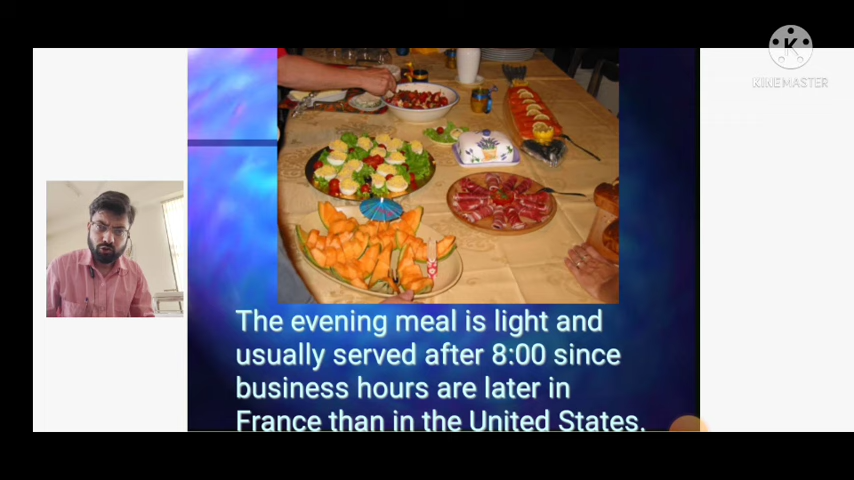 K
KINEMASTER
The evening meal is light and
usually served after 8:00 since
business hours are later in
France than in the United States.